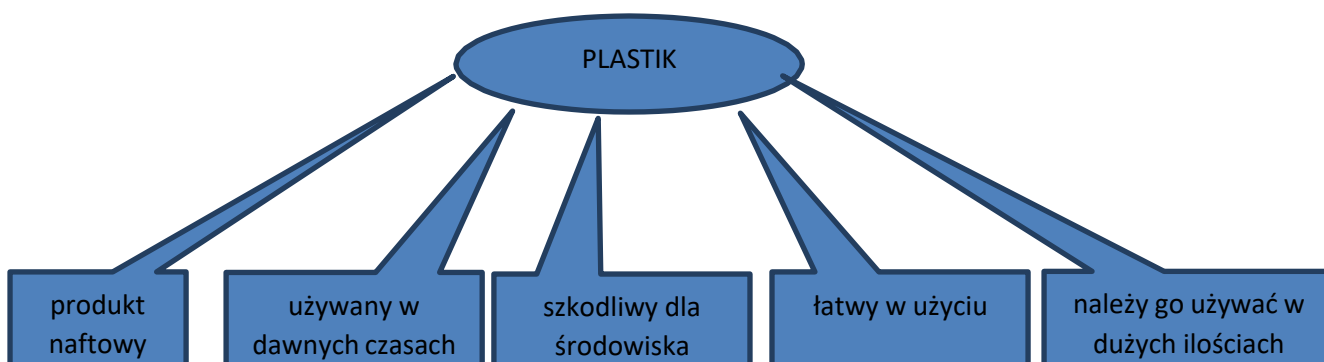 PLASTIK
produkt
naftowy
używany w
dawnych czasach
szkodliwy dla
środowiska
łatwy w użyciu
należy go używać w
dużych ilościach